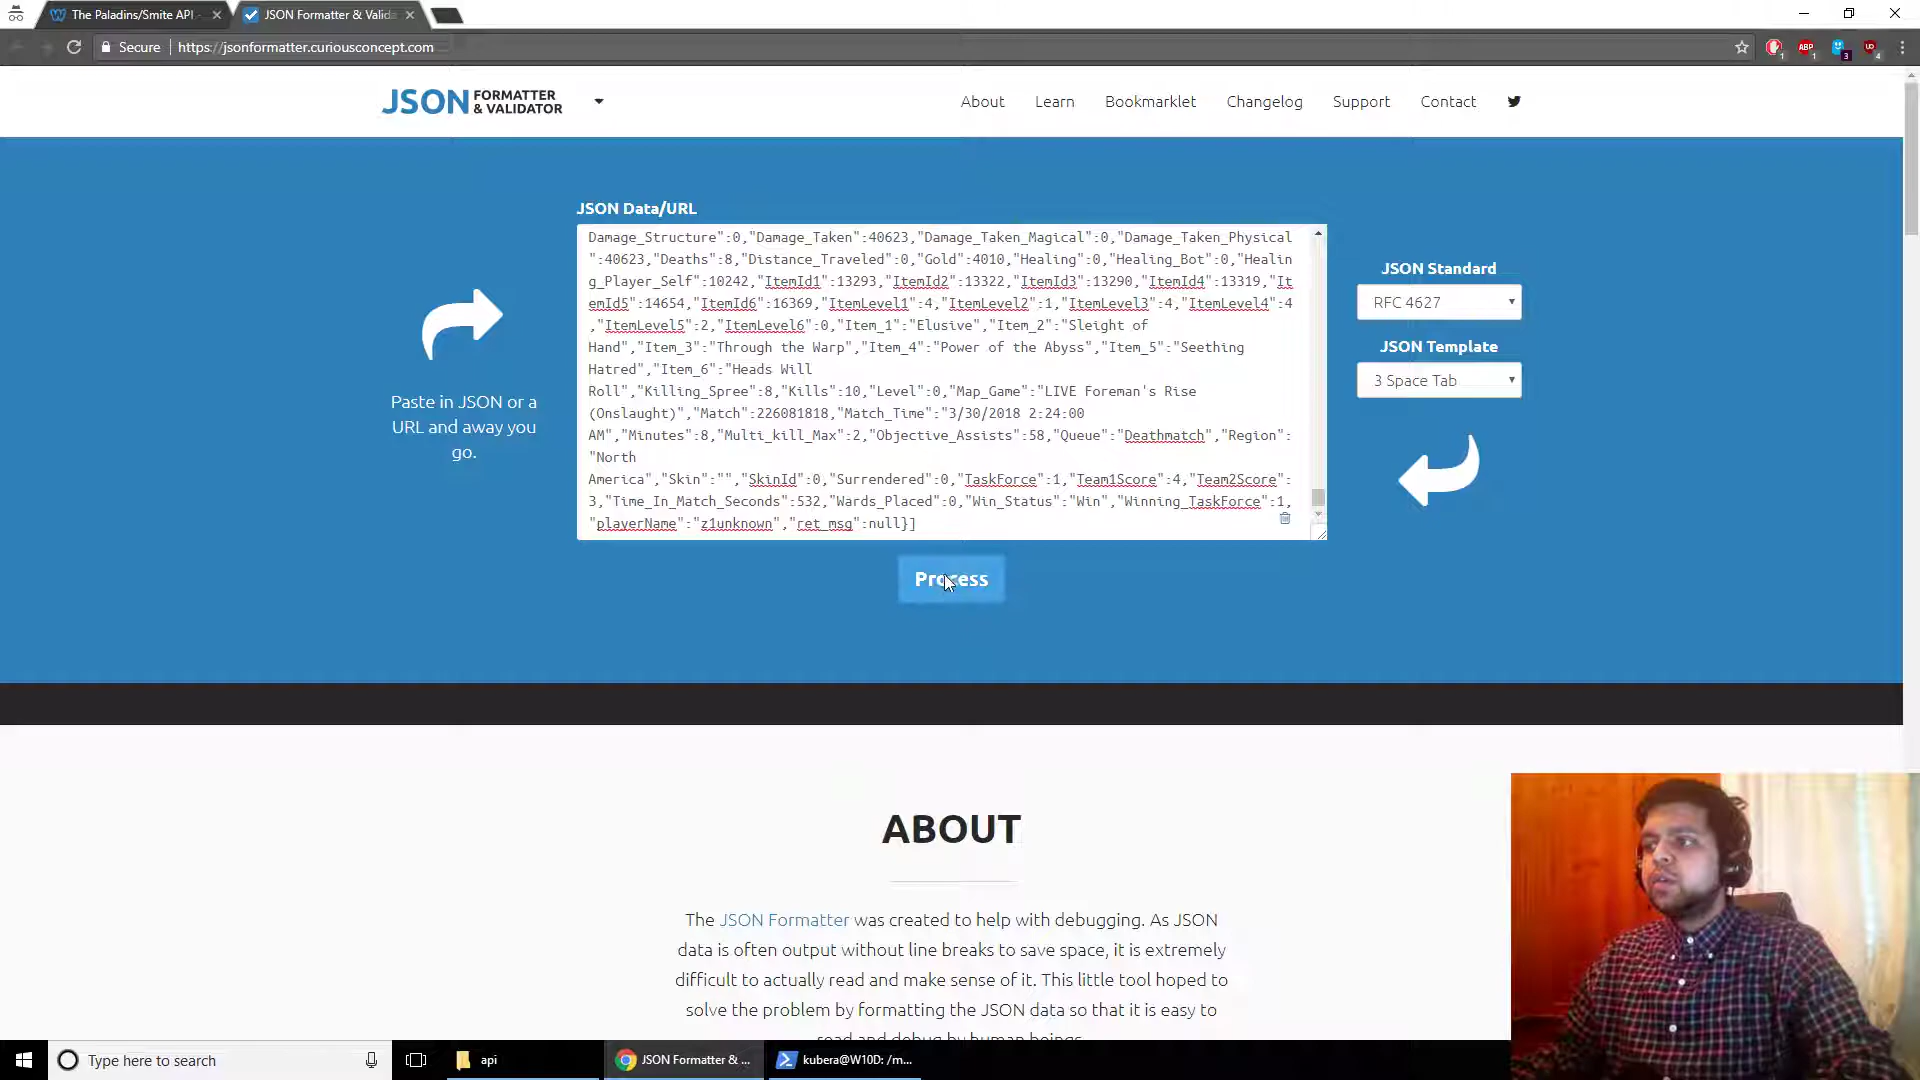 The Paladins/Smite API -
JSON Formatter & Valida
Secure
https://jsonformatter.curiousconcept.com
ABP
1
1
3
UD
4
JSON FORMATTER & VALIDATOR
About
Learn
Bookmarklet
Changelog
Support
Contact
JSON Data/URL
Damage_Structure":0,"Damage_Taken":40623,"Damage_Taken_Magical":0,"Damage_Taken_Physical
":40623,"Deaths":8,"Distance_Traveled":0,"Gold":4010,"Healing":0,"Healing_Bot":0,"Healin
g_Player_Self":10242,"ItemId1":13293,"ItemId2":13322,"ItemId3":13290,"ItemId4":13319,"It
emId5":14654,"ItemId6":16369,"ItemLevel1":4,"ItemLevel2":1,"ItemLevel3":4,"ItemLevel4":4
,"ItemLevel5":2,"ItemLevel6":0,"Item_1":"Elusive","Item_2":"Sleight of
Hand","Item_3":"Through the Warp","Item_4":"Power of the Abyss","Item_5":"Seething
Hatred","Item_6":"Heads Will
Roll","Killing_Spree":8,"Kills":10,"Level":0,"Map_Game":"LIVE Foreman's Rise
(Onslaught)","Match":226081818,"Match_Time":"3/30/2018 2:24:00
AM","Minutes":8,"Multi_kill_Max":2,"Objective_Assists":58,"Queue":"Deathmatch","Region":
"North
America","Skin":"","SkinId":0,"Surrendered":0,"TaskForce":1,"Team1Score":4,"Team2Score":
3,"Time_In_Match_Seconds":532,"Wards_Placed":0,"Win_Status":"Win","Winning_TaskForce":1,
"playerName":"z1unknown","ret_msg":null}]
Paste in JSON or a
URL and away you
go.
JSON Standard
RFC 4627
JSON Template
3 Space Tab
Process
ABOUT
The JSON Formatter was created to help with debugging. As JSON
data is often output without line breaks to save space, it is extremely
difficult to actually read and make sense of it. This little tool hoped to
solve the problem by formatting the JSON data so that it is easy to
read and debug by human beings.
Type here to search
api
JSON Formatter & ...
kubera@W10D: /m...